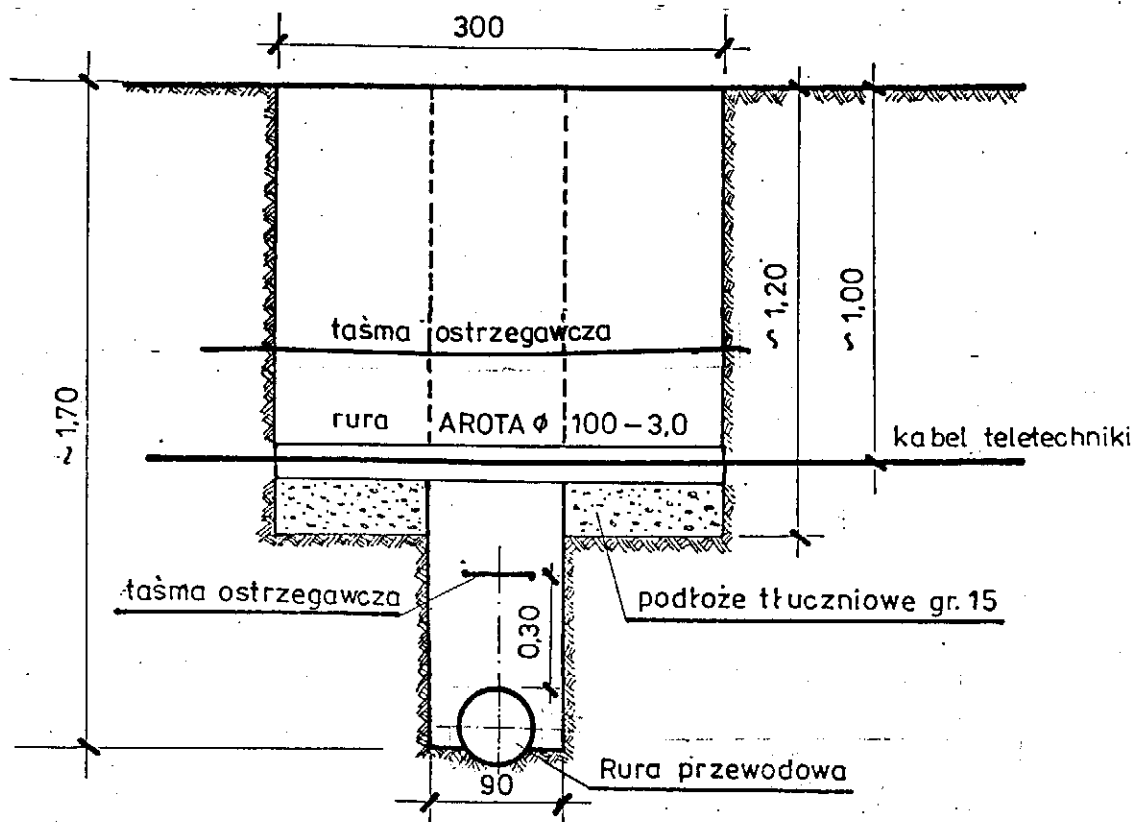 300
~1,70
~1,20
~1,00
taśma ostrzegawcza
rura AROTA ϕ 100-3,0
kabel teletechniki
taśma ostrzegawcza
0,30
podłoże tłuczniowe gr. 15
Rura przewodowa
90